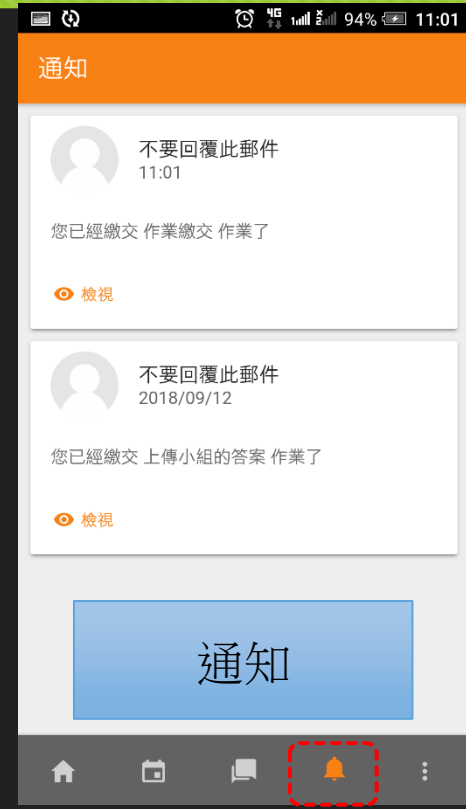 4G 94% 11:01
通知
不要回覆此郵件
11:01
您已經繳交 作業繳交 作業了
檢視
不要回覆此郵件
2018/09/12
您已經繳交 上傳小組的答案 作業了
檢視
通知